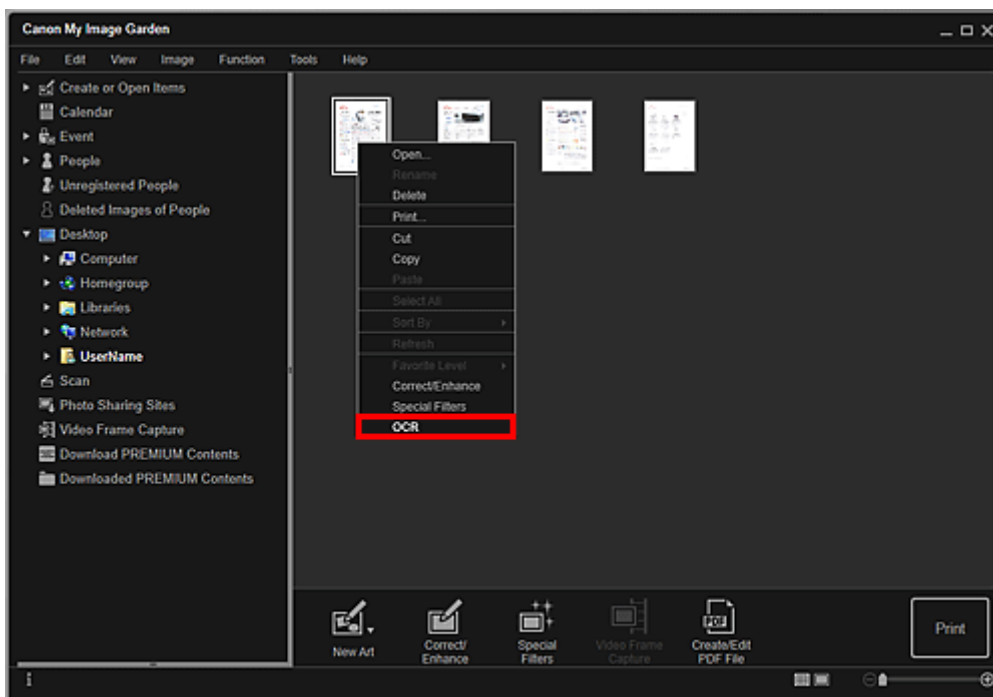 Canon My Image Garden
File Edit View Image Function Tools Help
Create or Open Items
Calendar
Event
People
Unregistered People
Deleted Images of People
Desktop
Computer
Homegroup
Libraries
Network
UserName
Scan
Photo Sharing Sites
Video Frame Capture
Download PREMIUM Contents
Downloaded PREMIUM Contents
Open...
Rename
Delete
Print...
Cut
Copy
Paste
Select All
Sort By
Refresh
Favorite Level
Correct/Enhance
Special Filters
OCR
New Art
Correct/
Enhance
Special
Filters
Video Frame
Capture
PDF
Create/Edit
PDF File
Print